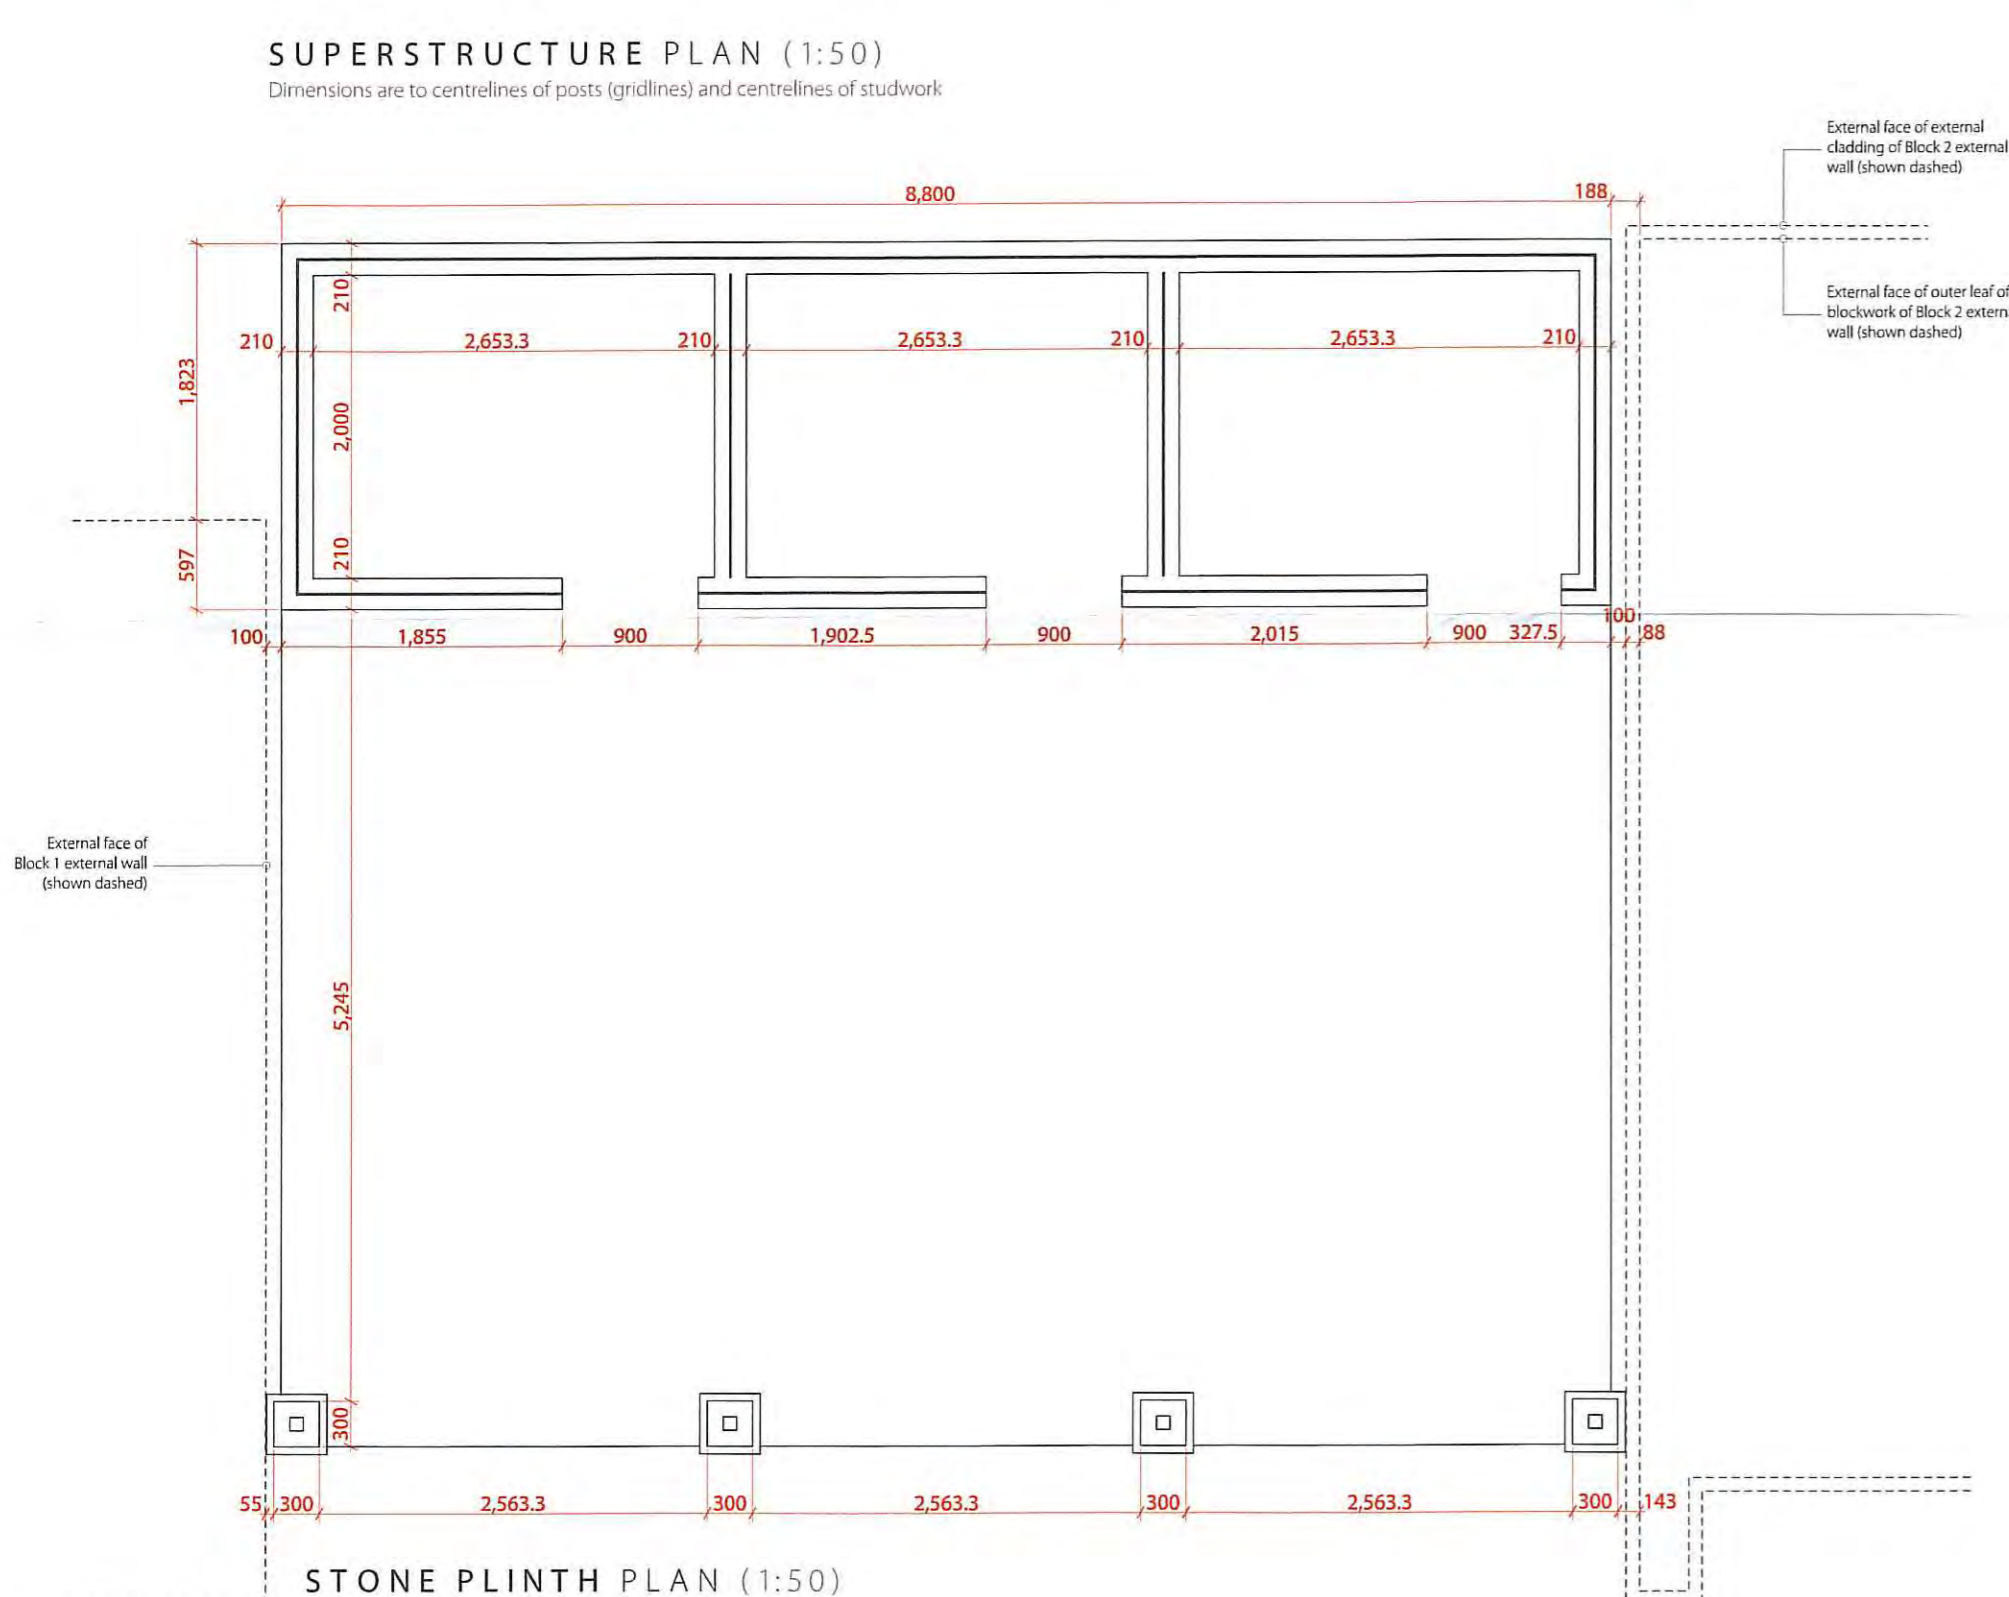 SUPERSTRUCTURE PLAN (1:50)
Dimensions are to centrelines of posts (gridlines) and centrelines of studwork
External face of external
cladding of Block 2 external
wall (shown dashed)
8,800
188
External face of outer leaf of
blockwork of Block 2 extern
wall (shown dashed)
210
210
2,653.3
210
2,653.3
210
2,653.3
210
1,823
2,000
210
597
100
1,855
900
1,902.5
900
2,015
900
327.5
100
88
External face of
Block 1 external wall
(shown dashed)
5,245
300
55
300
2,563.3
300
2,563.3
300
2,563.3
300
143
STONE PLINTH PLAN (1:50)